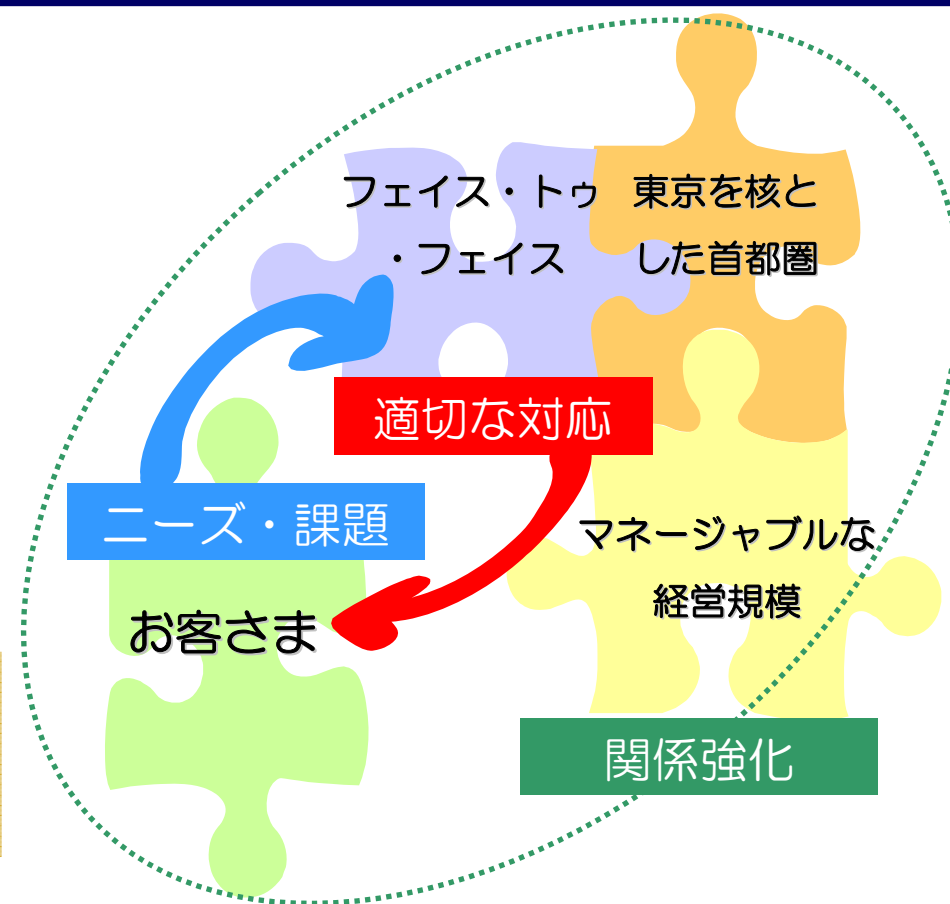 フェイス・トゥ
・フェイス
東京を核と
した首都圏
適切な対応
ニーズ・課題
マネージャブルな
経営規模
お客さま
関係強化